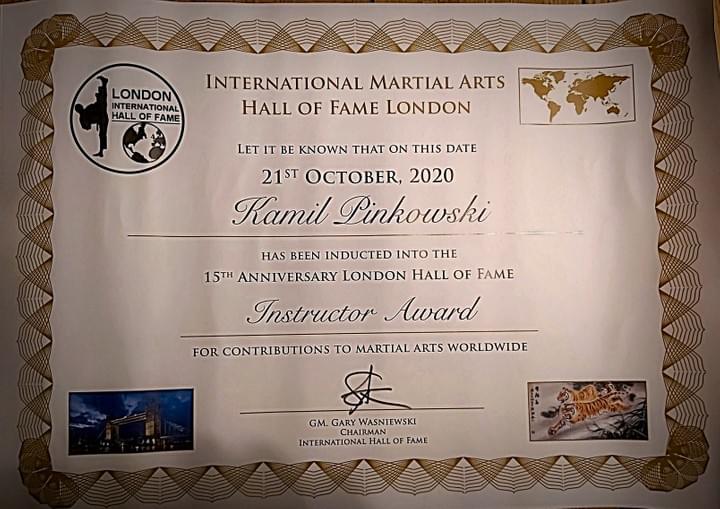 LONDON
INTERNATIONAL
HALL OF FAME
INTERNATIONAL MARTIAL ARTS
HALL OF FAME LONDON
LET IT BE KNOWN THAT ON THIS DATE
21ST OCTOBER, 2020
Kamil Pinkowski
HAS BEEN INDUCTED INTO THE
15TH ANNIVERSARY LONDON HALL OF FAME
Instructor Award
FOR CONTRIBUTIONS TO MARTIAL ARTS WORLDWIDE
GM. GARY WASNIEWSKI
CHAIRMAN
INTERNATIONAL HALL OF FAME